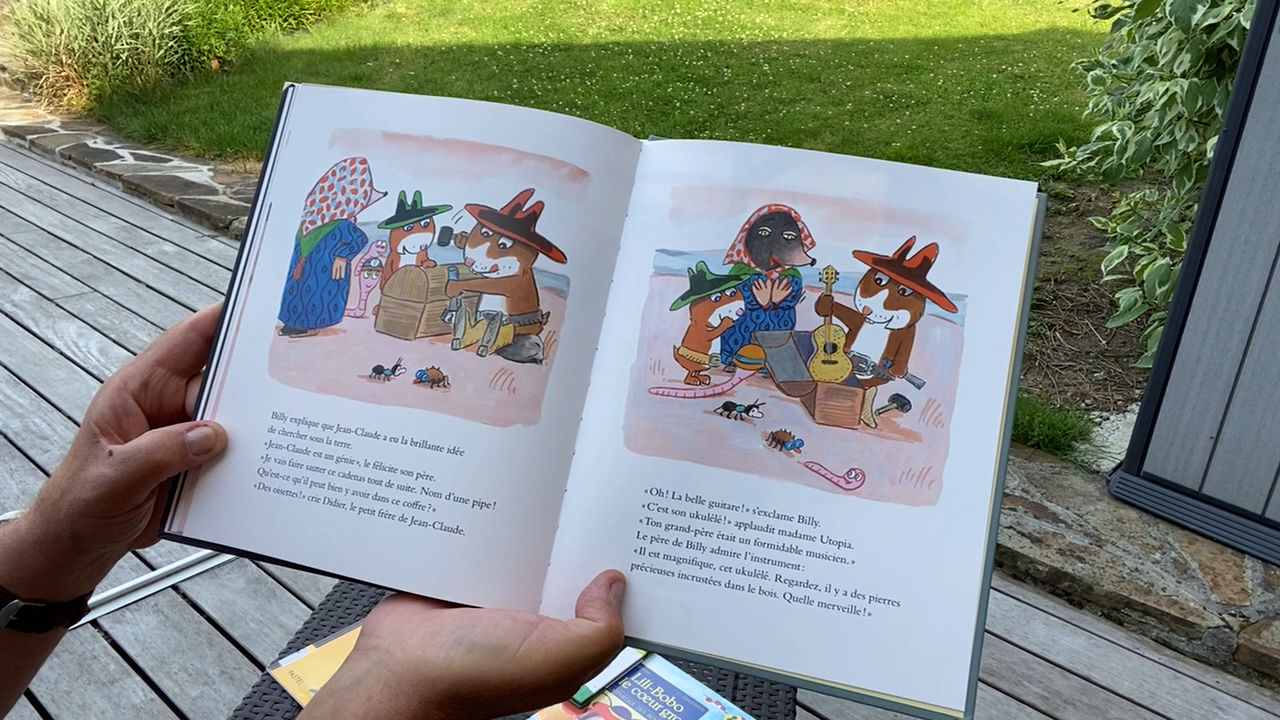 Billy explique que Jean-Claude a eu la brillante idée
de chercher sous la terre.
«Jean-Claude est un génie», le félicite son père.
«Je vais faire sauter ce cadenas tout de suite. Nom d'une pipe!
Qu'est-ce qu'il peut bien y avoir dans ce coffre?»
«Des noisettes!» crie Didier, le petit frère de Jean-Claude.
«Oh! La belle guitare!» s'exclame Billy.
«C'est son ukulélé!» applaudit madame Utopia.
«Ton grand-père était un formidable musicien.»
Le père de Billy admire l'instrument:
«Il est magnifique, cet ukulélé. Regardez, il y a des pierres
précieuses incrustées dans le bois. Quelle merveille!»
PASTEL
Lili-Bobo
le cœur gro